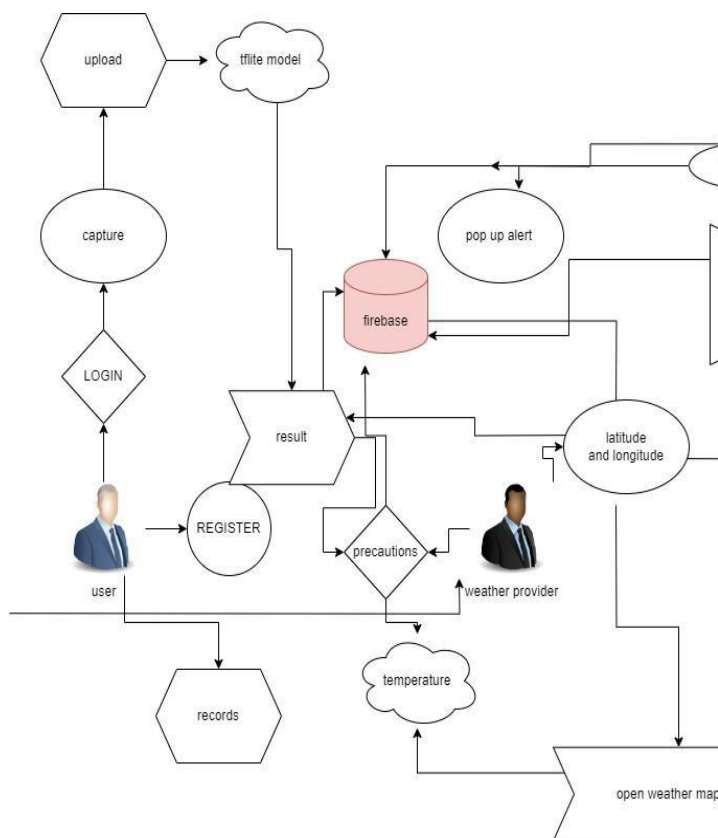 upload
tflite model
capture
pop up alert
firebase
LOGIN
result
latitude
and longitude
REGISTER
precautions
user
weather provider
temperature
records
open weather map